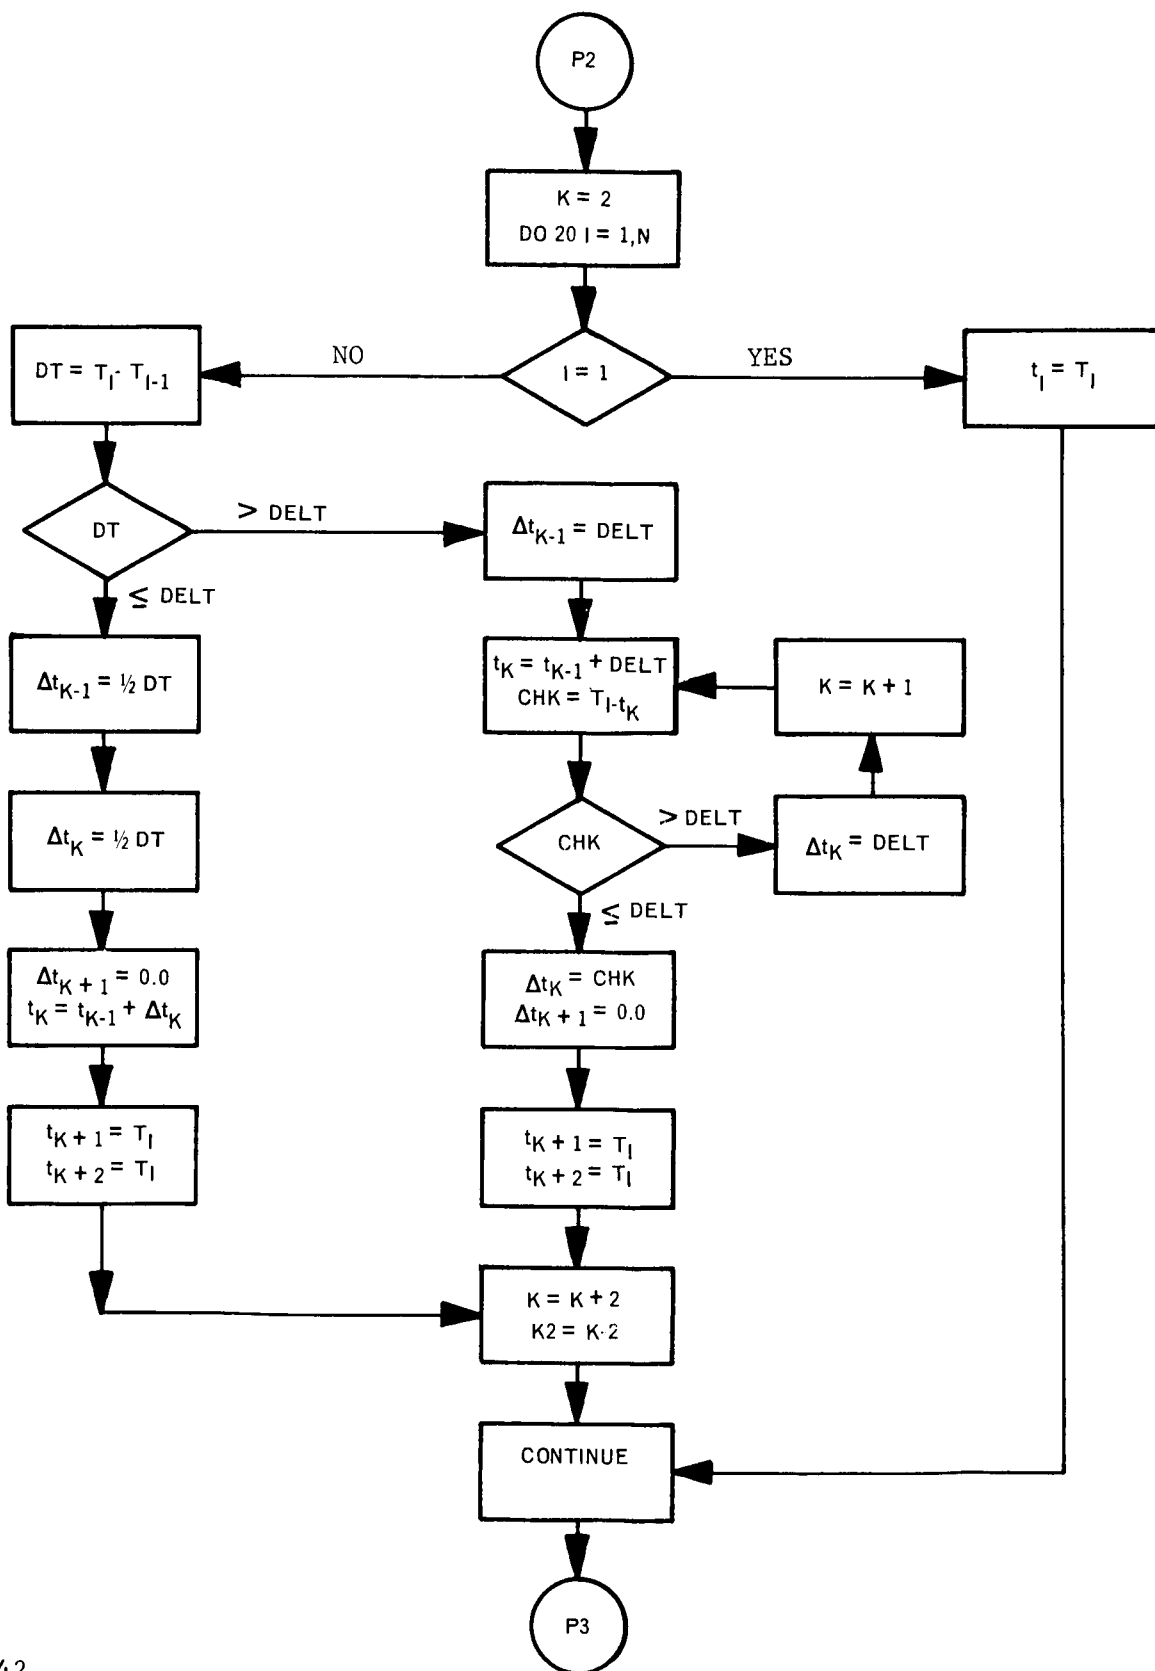 P2
K = 2
DO 20 I = 1,N
I = 1
NO
YES
DT = T_I - T_I-1
t_I = T_I
DT
> DELT
≤ DELT
Δt_K-1 = DELT
Δt_K-1 = ½ DT
t_K = t_K-1 + DELT
CHK = T_I-t_K
K = K + 1
Δt_K = ½ DT
CHK
> DELT
Δt_K = DELT
≤ DELT
Δt_K + 1 = 0.0
t_K = t_K-1 + Δt_K
Δt_K = CHK
Δt_K + 1 = 0.0
t_K + 1 = T_I
t_K + 2 = T_I
t_K + 1 = T_I
t_K + 2 = T_I
K = K + 2
K2 = K-2
CONTINUE
P3